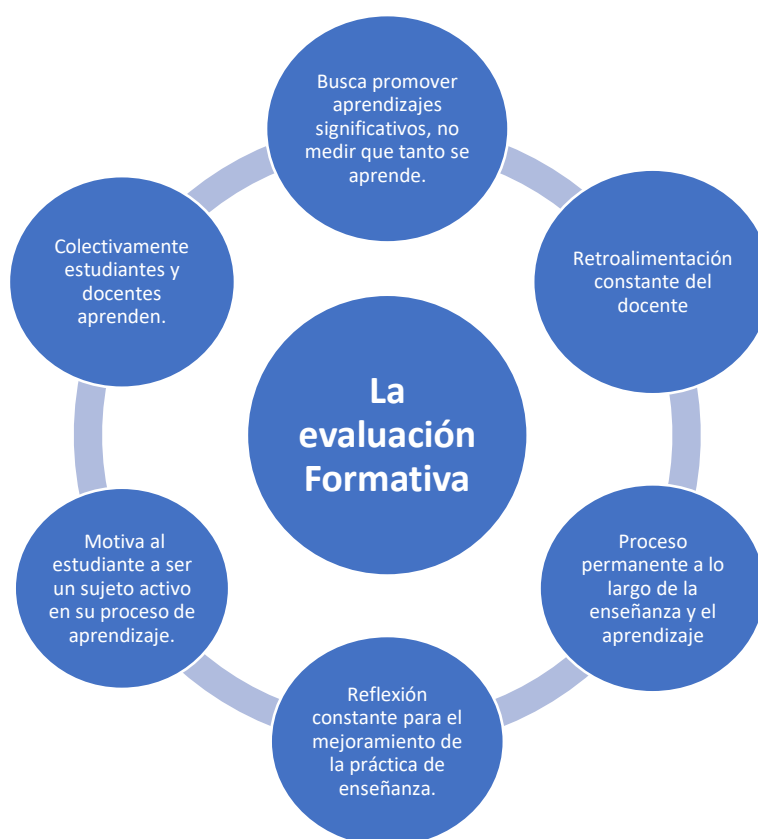 Busca promover
aprendizajes
significativos, no
medir que tanto se
aprende.
Retroalimentación
constante del
docente
Proceso
permanente a lo
largo de la
enseñanza y el
aprendizaje
Reflexión
constante para el
mejoramiento de
la práctica de
enseñanza.
Motiva al
estudiante a ser
un sujeto activo
en su proceso de
aprendizaje.
Colectivamente
estudiantes y
docentes
aprenden.
La
evaluación
Formativa